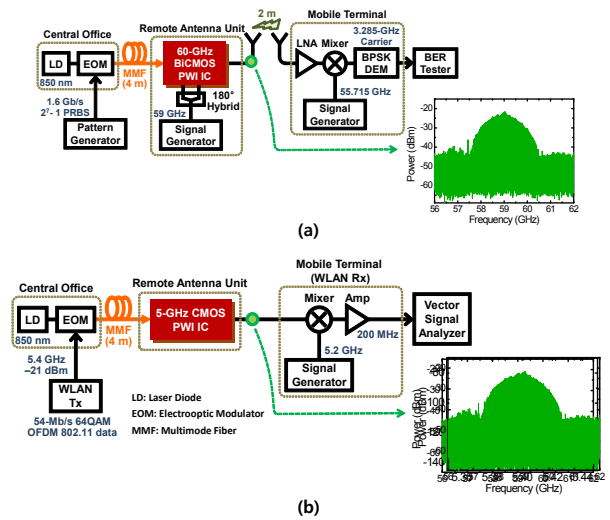 Remote Antenna Unit
2 m
Mobile Terminal
Central Office
60-GHz
BiCMOS
PWI IC
3.285-GHz
Carrier
LNA
Mixer
LD
EOM
BPSK
DEM
BER
Tester
850 nm
MMF
(4 m)
180°
Hybrid
55.715 GHz
1.6 Gb/s
2⁷- 1 PRBS
59 GHz
Pattern
Generator
Signal
Generator
Signal
Generator
Power (dBm)
-20
-30
-40
-50
-60
56 57 58 59 60 61 62
Frequency (GHz)
(a)
Mobile Terminal
(WLAN Rx)
Central Office
Remote Antenna Unit
Mixer
Amp
LD
EOM
5-GHz CMOS
PWI IC
Vector
Signal
Analyzer
850 nm
MMF
(4 m)
200 MHz
5.4 GHz
–21 dBm
5.2 GHz
WLAN
Tx
Signal
Generator
LD: Laser Diode
EOM: Electrooptic Modulator
MMF: Multimode Fiber
54-Mb/s 64QAM
OFDM 802.11 data
Power (dBm)
-140
Frequency (GHz)
(b)